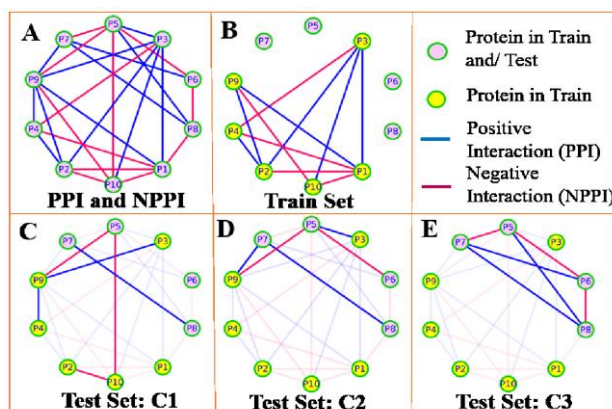 A
P5
P7
P3
P9
P6
P4
P8
P2
P1
P10
PPI and NPPI
B
P5
P7
P3
P9
P6
P4
P8
P2
P1
P10
Train Set
Protein in Train
and/ Test
Protein in Train
Positive
Interaction (PPI)
Negative
Interaction (NPPI)
C
P5
P7
P3
P9
P6
P4
P8
P2
P1
P10
Test Set: C1
D
P5
P7
P3
P9
P6
P4
P8
P2
P1
P10
Test Set: C2
E
P5
P7
P3
P9
P6
P4
P8
P2
P1
P10
Test Set: C3